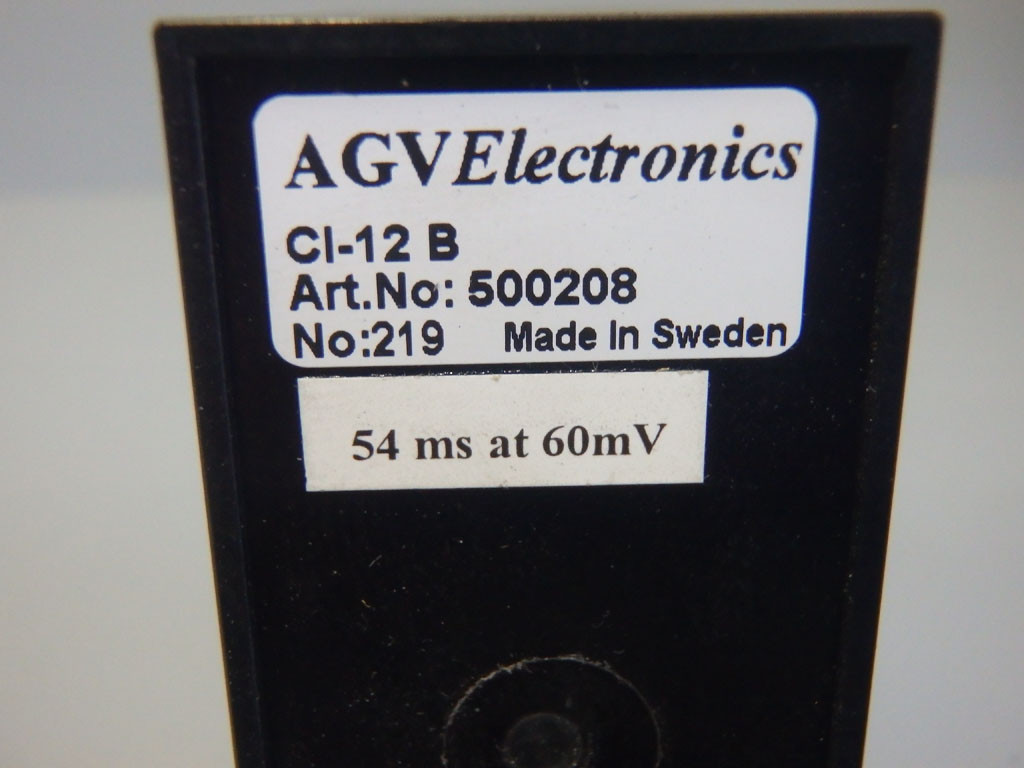 AGVElectronics
CI-12 B
Art.No: 500208
No:219 Made In Sweden
54 ms at 60mV